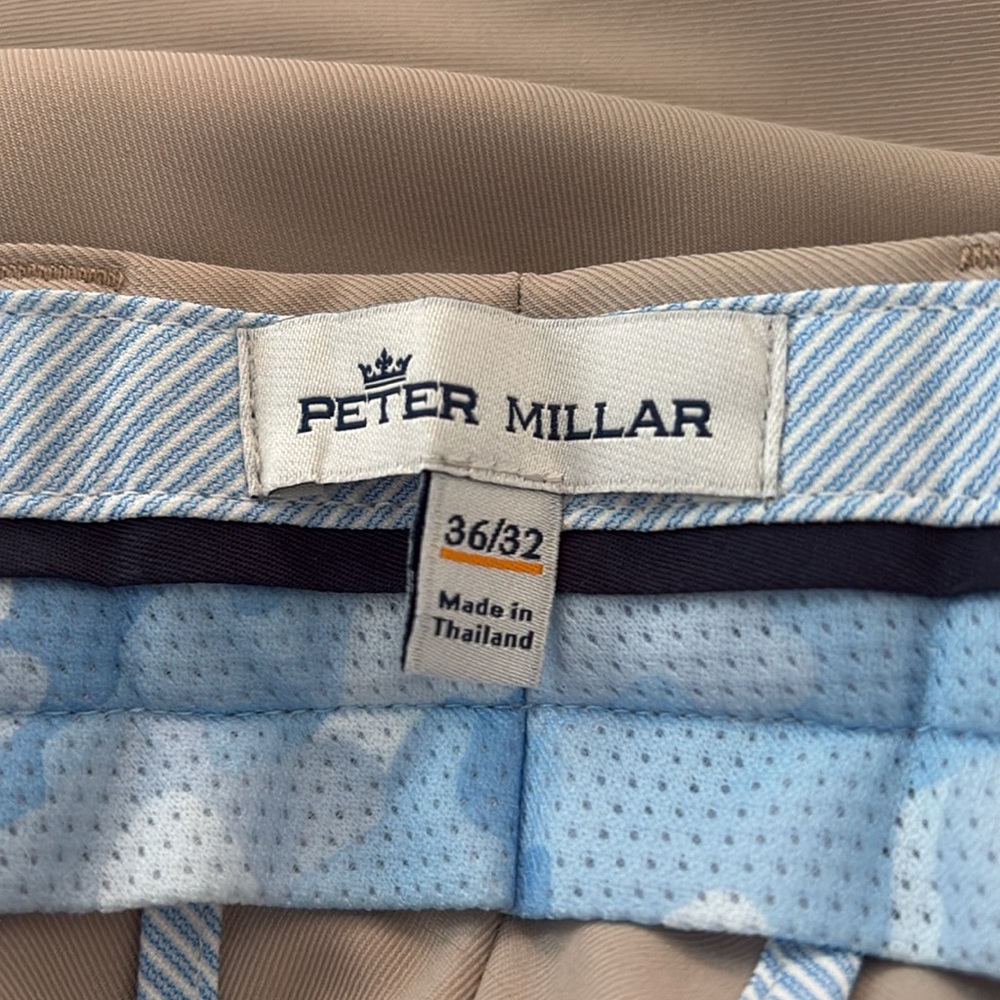 PETER MILLAR
36/32
Made in
Thailand